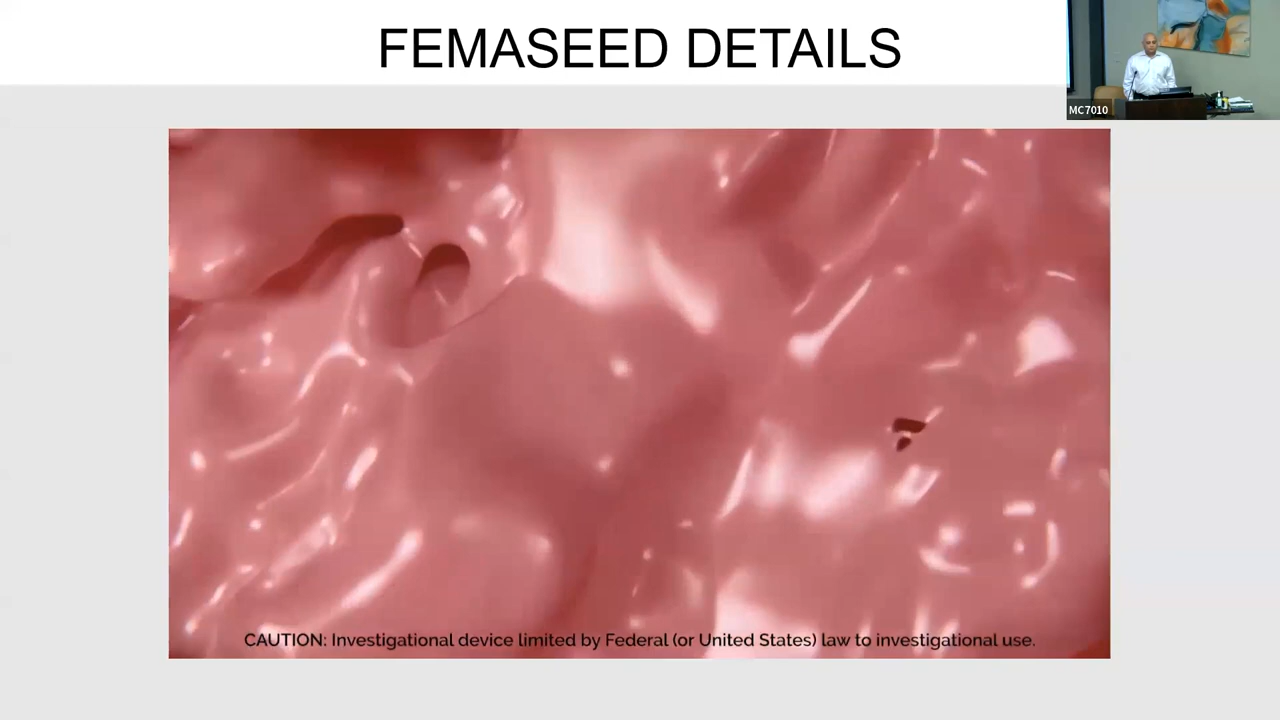 FEMASEED DETAILS
MC7010
CAUTION: Investigational device limited by Federal (or United States) law to investigational use.